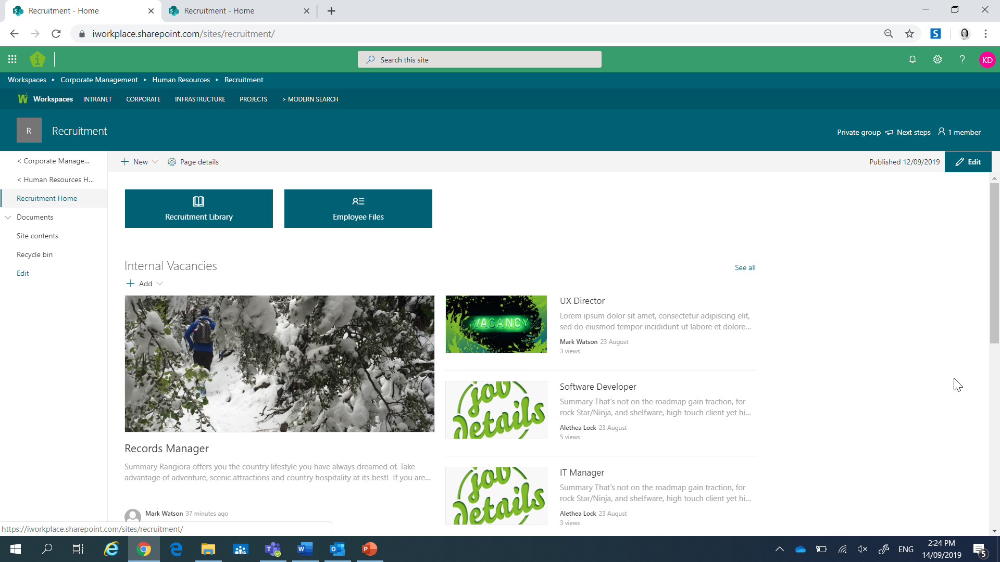 Recruitment - Home
Recruitment - Home
iworkplace.sharepoint.com/sites/recruitment/
S
i
Search this site
?
KD
Workspaces ▸ Corporate Management ▸ Human Resources ▸ Recruitment
W Workspaces INTRANET CORPORATE INFRASTRUCTURE PROJECTS > MODERN SEARCH
R
Recruitment
Private group Next steps 1 member
< Corporate Manage...
< Human Resources H...
Recruitment Home
Documents
Site contents
Recycle bin
Edit
New Page details
Published 12/09/2019 Edit
Recruitment Library
Employee Files
Internal Vacancies
See all
Add
Records Manager
Summary Rangiora offers you the country lifestyle you have always dreamed of. Take
advantage of adventure, scenic attractions and country hospitality at its best!  If you are...
Mark Watson 37 minutes ago
VACANCY
UX Director
Lorem ipsum dolor sit amet, consectetur adipiscing elit,
sed do eiusmod tempor incididunt ut labore et dolore...
Mark Watson 23 August
3 views
job
details
Software Developer
Summary That's not on the roadmap gain traction, for
rock Star/Ninja, and shelfware, high touch client yet hi...
Alethea Lock 23 August
5 views
job
details
IT Manager
Summary That's not on the roadmap gain traction, for
rock Star/Ninja, and shelfware, high touch client yet hi...
Alethea Lock 23 August
3 views
https://iworkplace.sharepoint.com/sites/recruitment/
ENG
2:24 PM
14/09/2019
5